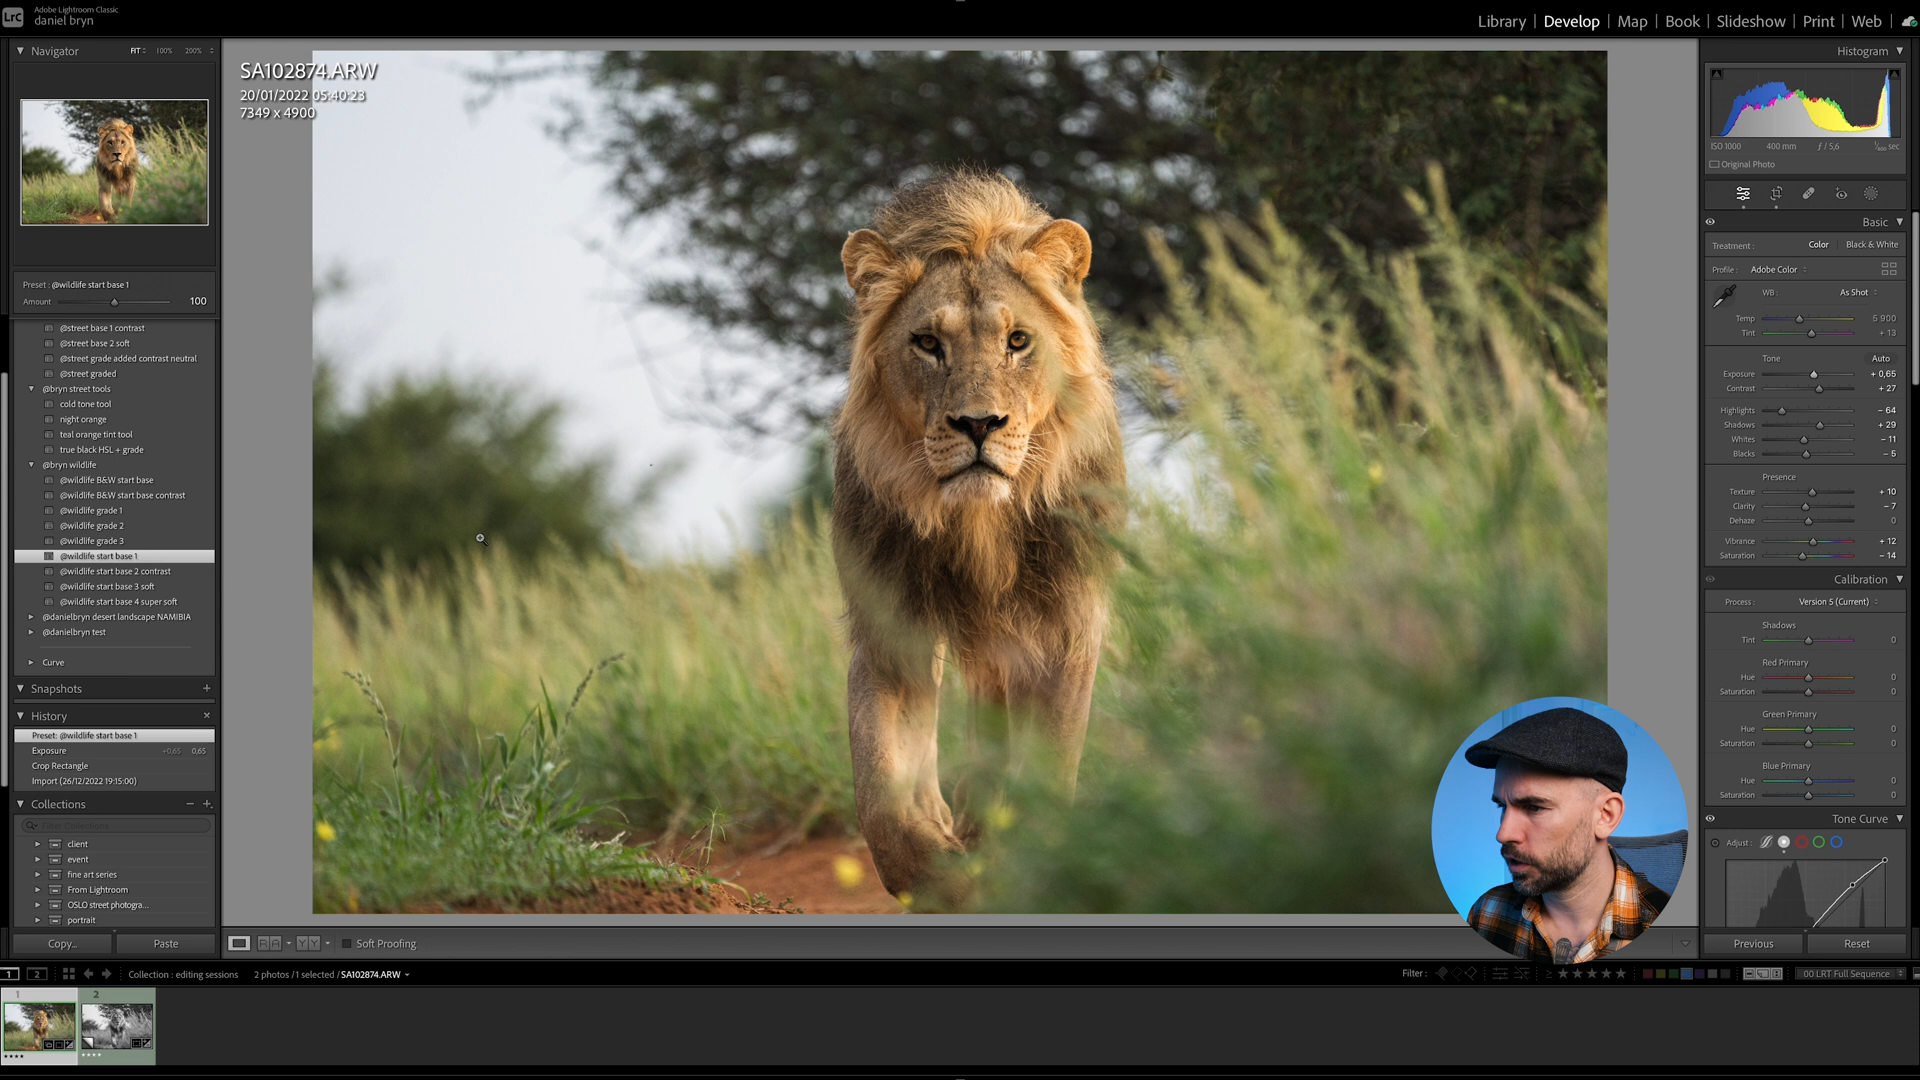 LrC
Adobe Lightroom Classic
daniel bryn
Library | Develop | Map | Book | Slideshow | Print | Web
Navigator FIT 100% 200%
Preset : @wildlife start base 1
Amount 100
@street base 1 contrast
@street base 2 soft
@street grade added contrast neutral
@street graded
@bryn street tools
cold tone tool
night orange
teal orange tint tool
true black HSL + grade
@bryn wildlife
@wildlife B&W start base
@wildlife B&W start base contrast
@wildlife grade 1
@wildlife grade 2
@wildlife grade 3
@wildlife start base 1
@wildlife start base 2 contrast
@wildlife start base 3 soft
@wildlife start base 4 super soft
@danielbryn desert landscape NAMIBIA
@danielbryn test
Curve
Snapshots +
History ×
Preset: @wildlife start base 1
Exposure +0,65 0,65
Crop Rectangle
Import (26/12/2022 19:15:00)
Collections − +
Filter Collections
client
event
fine art series
From Lightroom
OSLO street photogra...
portrait
Copy... Paste
SA102874.ARW
20/01/2022 05:40:23
7349 x 4900
R A Y Y Soft Proofing
Histogram
ISO 1000 400 mm ƒ / 5,6 sec
Original Photo
Basic
Treatment : Color Black & White
Profile : Adobe Color
WB : As Shot
Temp 5 900
Tint + 13
Tone Auto
Exposure + 0,65
Contrast + 27
Highlights − 64
Shadows + 29
Whites − 11
Blacks − 5
Presence
Texture + 10
Clarity − 7
Dehaze 0
Vibrance + 12
Saturation − 14
Calibration
Process : Version 5 (Current)
Shadows
Tint 0
Red Primary
Hue 0
Saturation 0
Green Primary
Hue 0
Saturation 0
Blue Primary
Hue 0
Saturation 0
Tone Curve
Adjust :
Previous Reset
1 2 Collection : editing sessions 2 photos / 1 selected / SA102874.ARW Filter : ≥ ★★★★★ 00 LRT Full Sequence
1 2